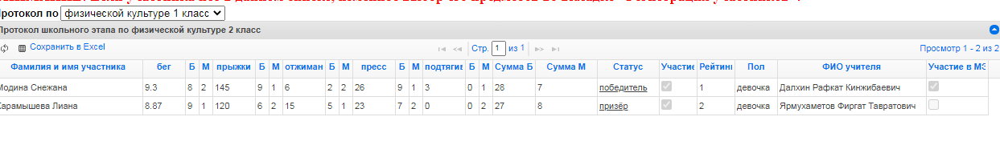 Протокол по физической культуре 1 класс
Протокол школьного этапа по физической культуре 2 класс
Сохранить в Excel Стр. 1 из 1 Просмотр 1 - 2 из 2
Фамилия и имя участника бег Б М прыжки Б М отжиман Б М пресс Б М подтягив Б М Сумма Б Сумма М Статус Участие Рейтинг Пол ФИО учителя Участие в МЭ
Модина Снежана 9.3 8 2 145 9 1 6 2 2 26 9 1 3 0 1 28 7 победитель 1 девочка Далхин Рафкат Кинжибаевич
Карамышева Лиана 8.87 9 1 120 6 2 15 5 1 23 7 2 0 0 2 27 8 призёр 2 девочка Ярмухаметов Фиргат Тавратович